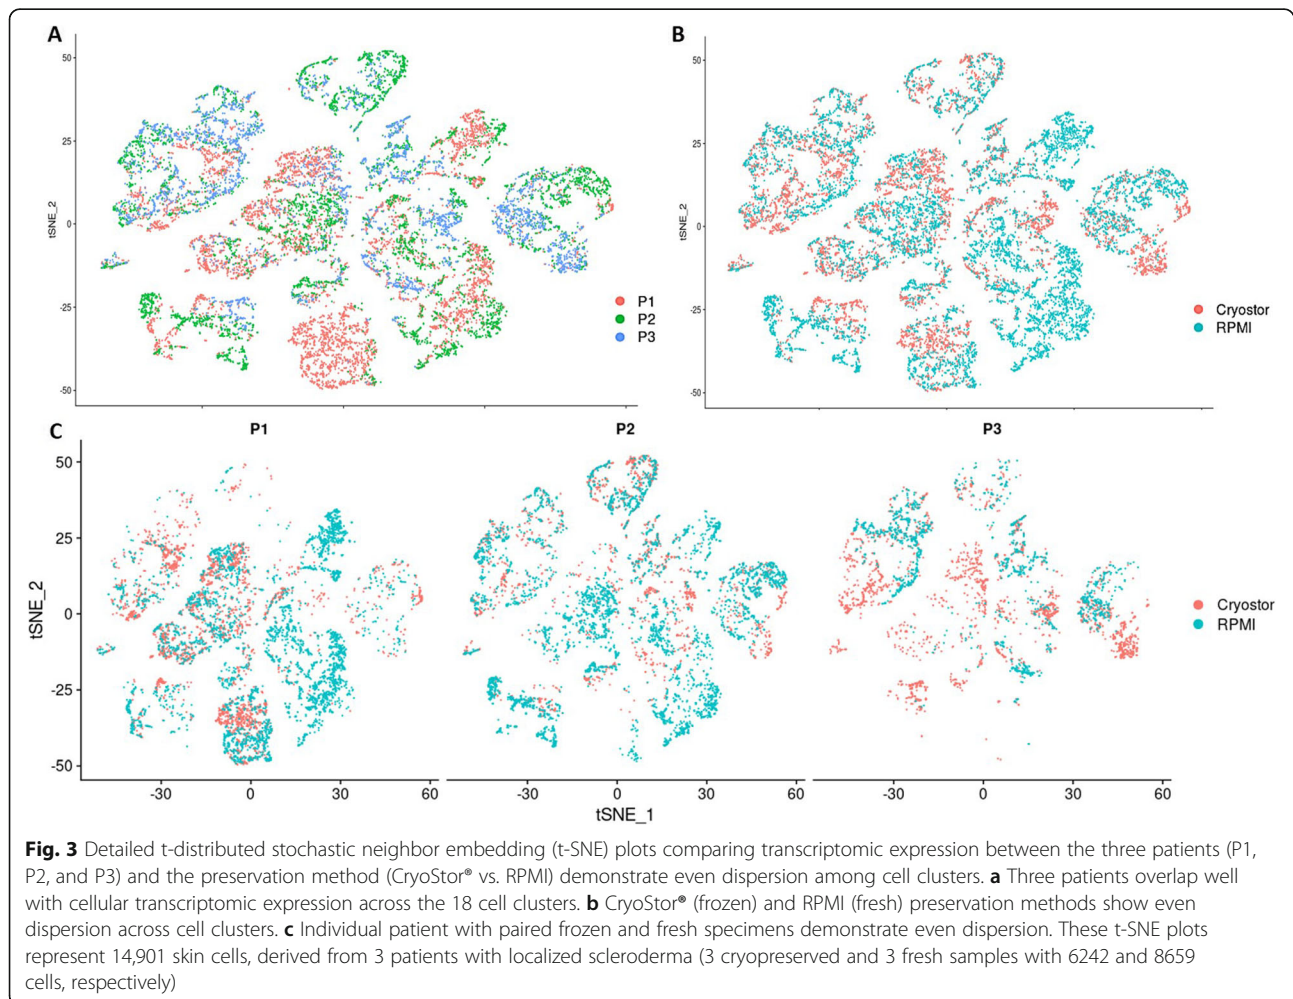 A
B
50
25
0
-25
-50
tSNE_2
P1
P2
P3
50
25
0
-25
-50
tSNE_2
Cryostor
RPMI
C
P1
P2
P3
50
25
0
-25
-50
tSNE_2
-30
0
30
60
-30
0
30
60
-30
0
30
60
tSNE_1
Cryostor
RPMI
Fig. 3 Detailed t-distributed stochastic neighbor embedding (t-SNE) plots comparing transcriptomic expression between the three patients (P1,
P2, and P3) and the preservation method (CryoStor® vs. RPMI) demonstrate even dispersion among cell clusters. a Three patients overlap well
with cellular transcriptomic expression across the 18 cell clusters. b CryoStor® (frozen) and RPMI (fresh) preservation methods show even
dispersion across cell clusters. c Individual patient with paired frozen and fresh specimens demonstrate even dispersion. These t-SNE plots
represent 14,901 skin cells, derived from 3 patients with localized scleroderma (3 cryopreserved and 3 fresh samples with 6242 and 8659
cells, respectively)